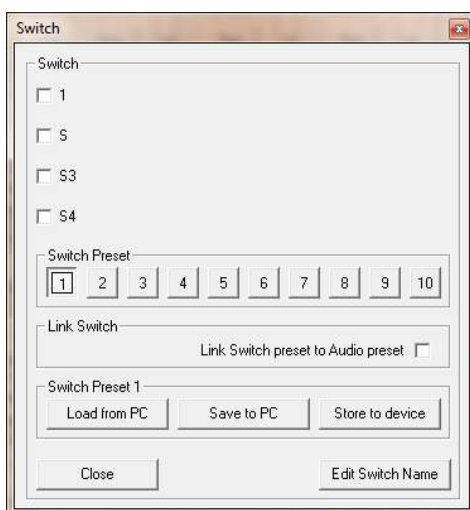 Switch
Switch
1
S
S3
S4
Switch Preset
1 2 3 4 5 6 7 8 9 10
Link Switch
Link Switch preset to Audio preset
Switch Preset 1
Load from PC Save to PC Store to device
Close Edit Switch Name